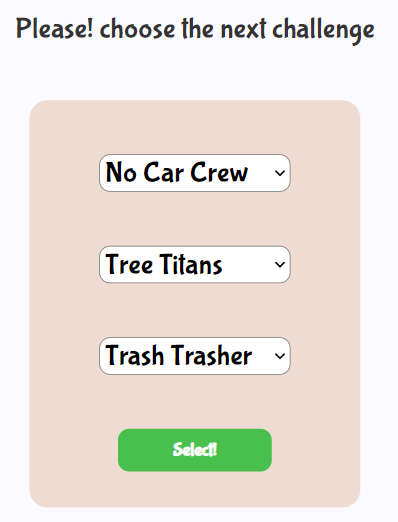 Please! choose the next challenge
No Car Crew
Tree Titans
Trash Trasher
Select!